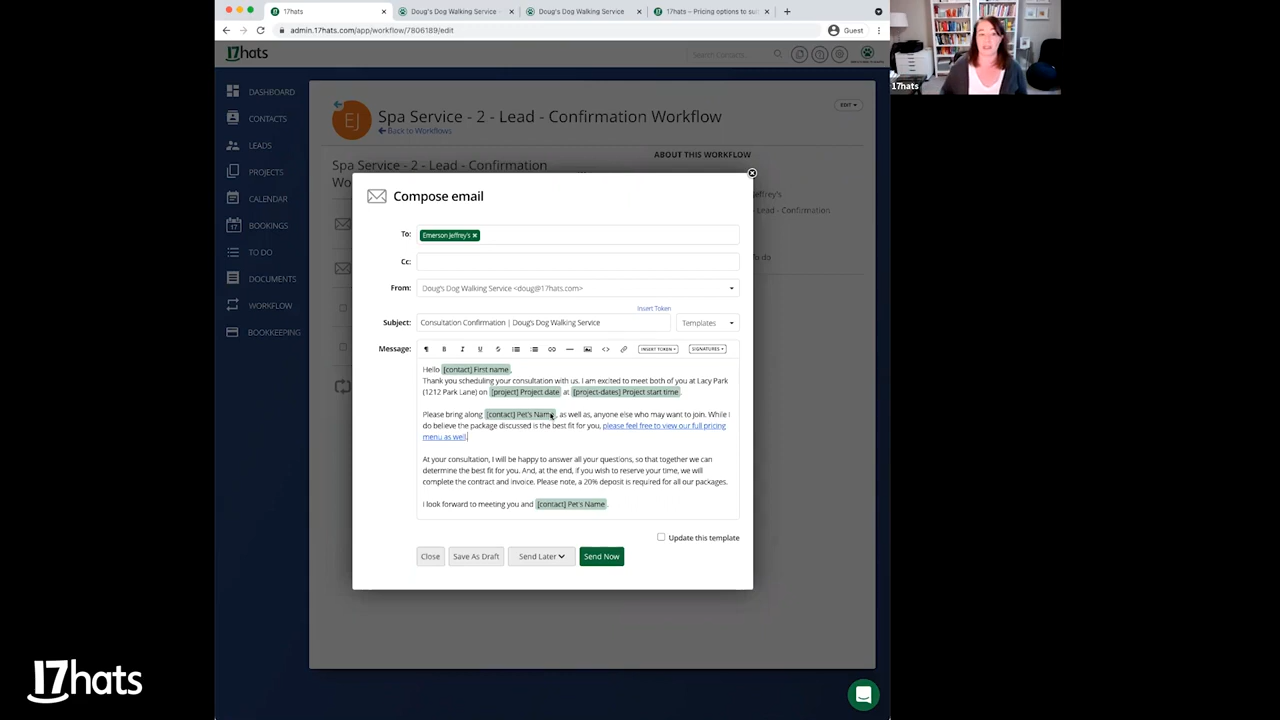 17hats
Doug's Dog Walking Service -
Doug's Dog Walking Service
17hats – Pricing options to su
admin.17hats.com/app/workflow/7806189/edit
Guest
17hats
Search Contacts
17hats
DASHBOARD
CONTACTS
LEADS
PROJECTS
CALENDAR
17
BOOKINGS
TO DO
DOCUMENTS
WORKFLOW
BOOKKEEPING
EJ
Spa Service - 2 - Lead - Confirmation Workflow
Back to Workflows
EDIT
Spa Service - 2 - Lead - Confirmation
Wo
ABOUT THIS WORKFLOW
effrey's
- Lead - Confirmation
o do
Compose email
To:
Emerson Jeffrey's ×
Cc:
From:
Doug's Dog Walking Service <doug@17hats.com>
Insert Token
Subject:
Consultation Confirmation | Doug's Dog Walking Service
Templates
Message:
INSERT TOKEN
SIGNATURES
Hello [contact] First name,
Thank you scheduling your consultation with us. I am excited to meet both of you at Lacy Park
(1212 Park Lane) on [project] Project date at [project-dates] Project start time.
Please bring along [contact] Pet's Name, as well as, anyone else who may want to join. While I
do believe the package discussed is the best fit for you, please feel free to view our full pricing
menu as well.
At your consultation, I will be happy to answer all your questions, so that together we can
determine the best fit for you. And, at the end, if you wish to reserve your time, we will
complete the contract and invoice. Please note, a 20% deposit is required for all our packages.
I look forward to meeting you and [contact] Pet's Name.
Update this template
Close
Save As Draft
Send Later
Send Now
17hats